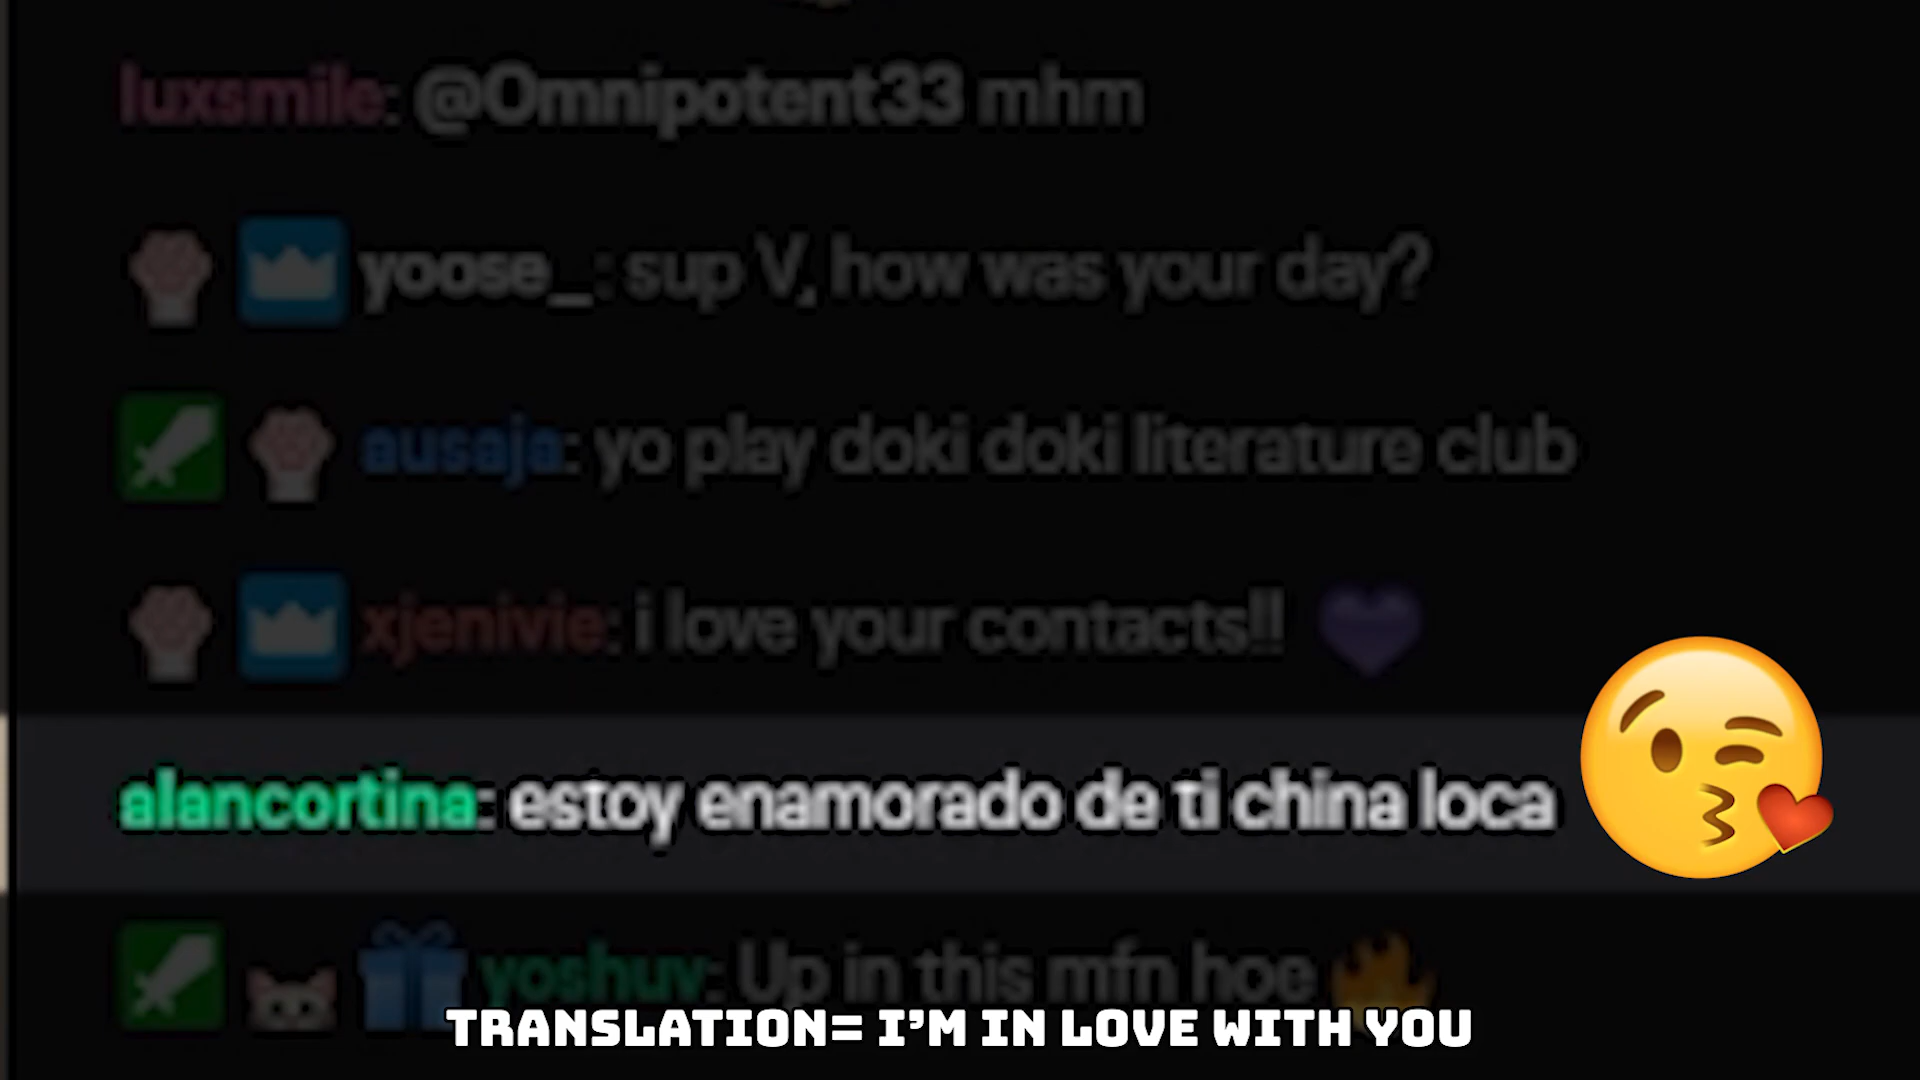 luxsmile: @Omnipotent33 mhm
yoose_: sup V, how was your day?
ausaja: yo play doki doki literature club
xjenivie: i love your contacts!!
alancortina: estoy enamorado de ti china loca
yoshuv: Up in this mfn hoe
TRANSLATION= I'M IN LOVE WITH YOU